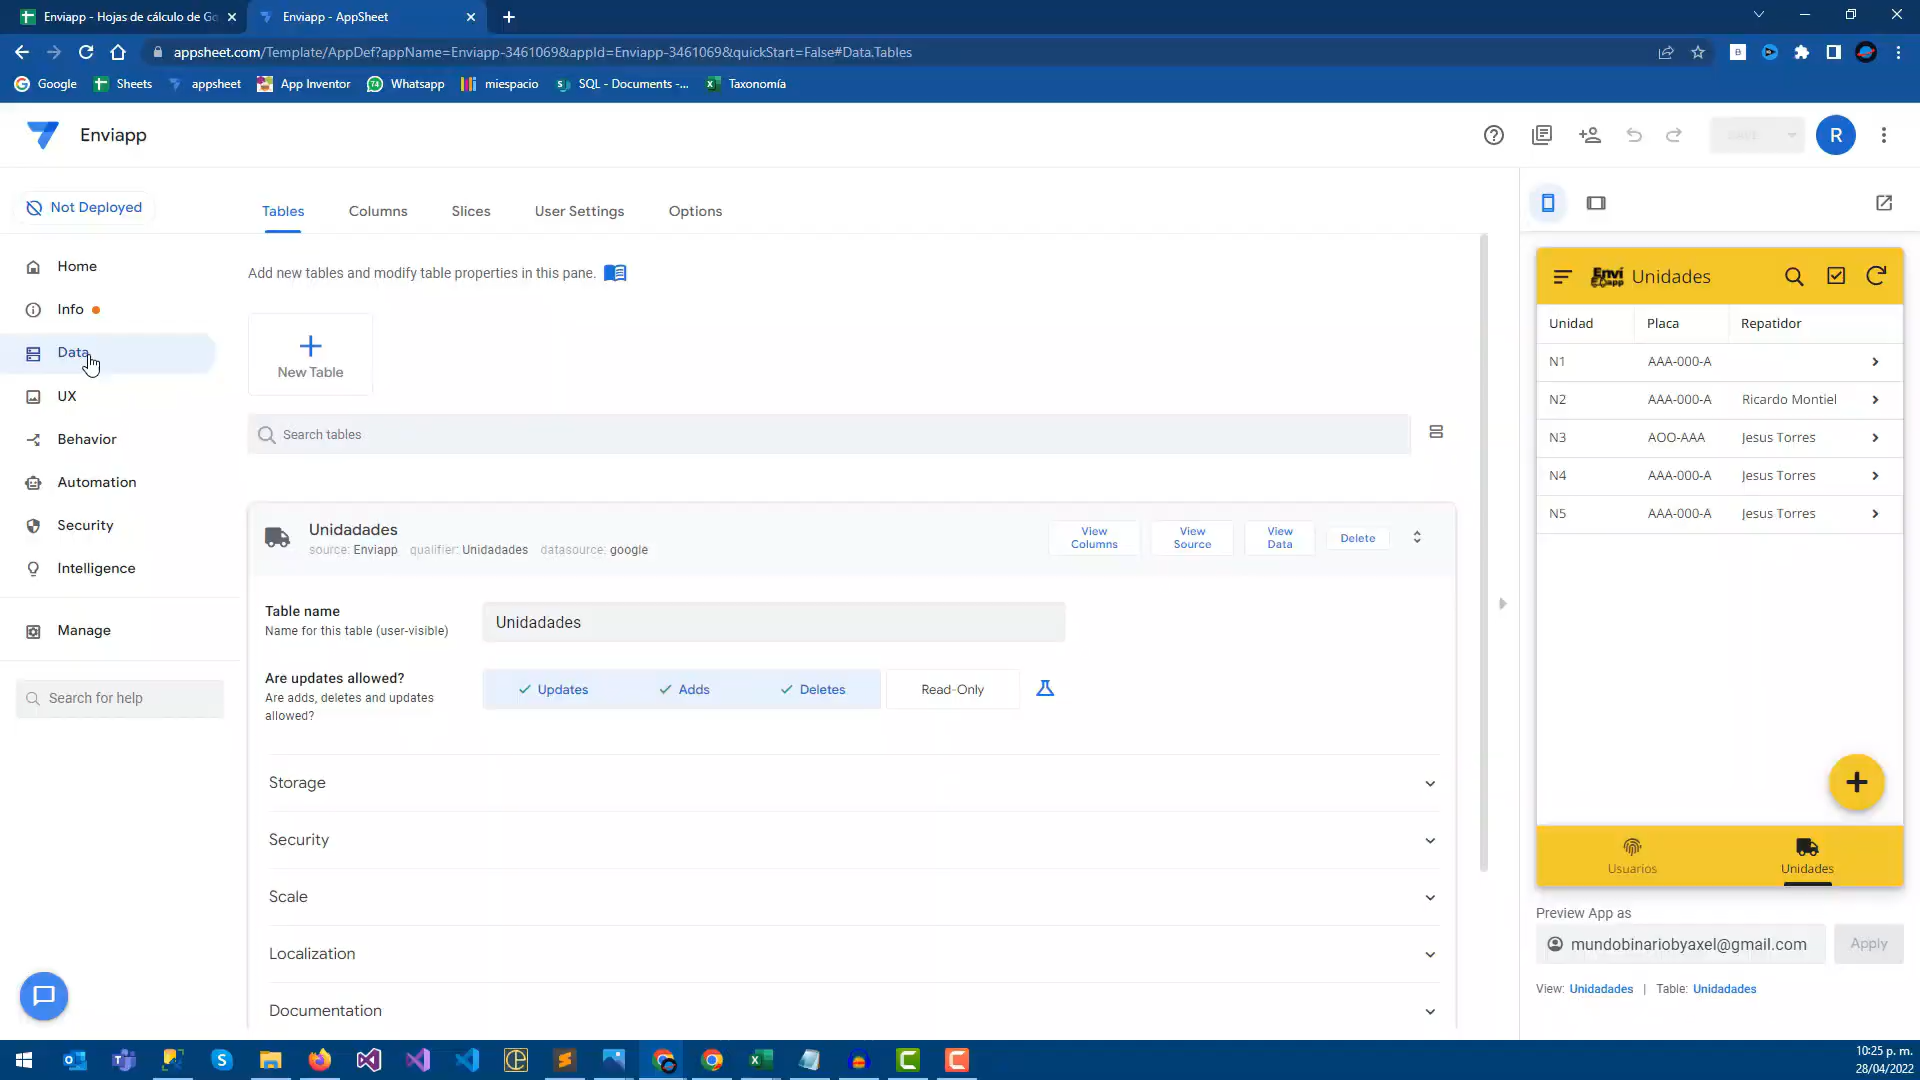 Enviapp - Hojas de cálculo de Go
Enviapp - AppSheet
appsheet.com/Template/AppDef?appName=Enviapp-3461069&appId=Enviapp-3461069&quickStart=False#Data.Tables
Google
Sheets
appsheet
App Inventor
Whatsapp
miespacio
SQL - Documents -...
Taxonomía
Enviapp
SAVE
R
Not Deployed
Tables
Columns
Slices
User Settings
Options
Home
Info
Data
UX
Behavior
Automation
Security
Intelligence
Manage
Search for help
Add new tables and modify table properties in this pane.
New Table
Search tables
Unidadades
source: Enviapp qualifier: Unidadades datasource: google
View Columns
View Source
View Data
Delete
Table name
Name for this table (user-visible)
Unidadades
Are updates allowed?
Are adds, deletes and updates
allowed?
Updates
Adds
Deletes
Read-Only
Storage
Security
Scale
Localization
Documentation
Envi
app
Unidades
Unidad Placa Repatidor
N1 AAA-000-A
N2 AAA-000-A Ricardo Montiel
N3 AOO-AAA Jesus Torres
N4 AAA-000-A Jesus Torres
N5 AAA-000-A Jesus Torres
Usuarios
Unidades
Preview App as
mundobinariobyaxel@gmail.com
Apply
View: Unidadades | Table: Unidadades
10:25 p. m.
28/04/2022